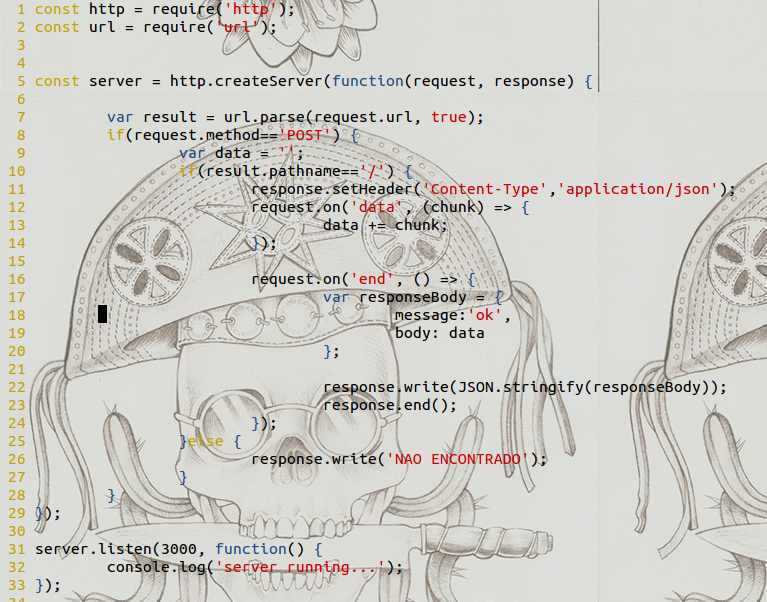 1 const http = require('http');
2 const url = require('url');
3
4
5 const server = http.createServer(function(request, response) {
6
7 var result = url.parse(request.url, true);
8 if(request.method=='POST') {
9 var data = '';
10 if(result.pathname=='/') {
11 response.setHeader('Content-Type','application/json');
12 request.on('data', (chunk) => {
13 data += chunk;
14 });
15
16 request.on('end', () => {
17 var responseBody = {
18 message:'ok',
19 body: data
20 };
21
22 response.write(JSON.stringify(responseBody));
23 response.end();
24 });
25 }else {
26 response.write('NAO ENCONTRADO');
27 }
28 }
29 });
30
31 server.listen(3000, function() {
32 console.log('server running...');
33 });